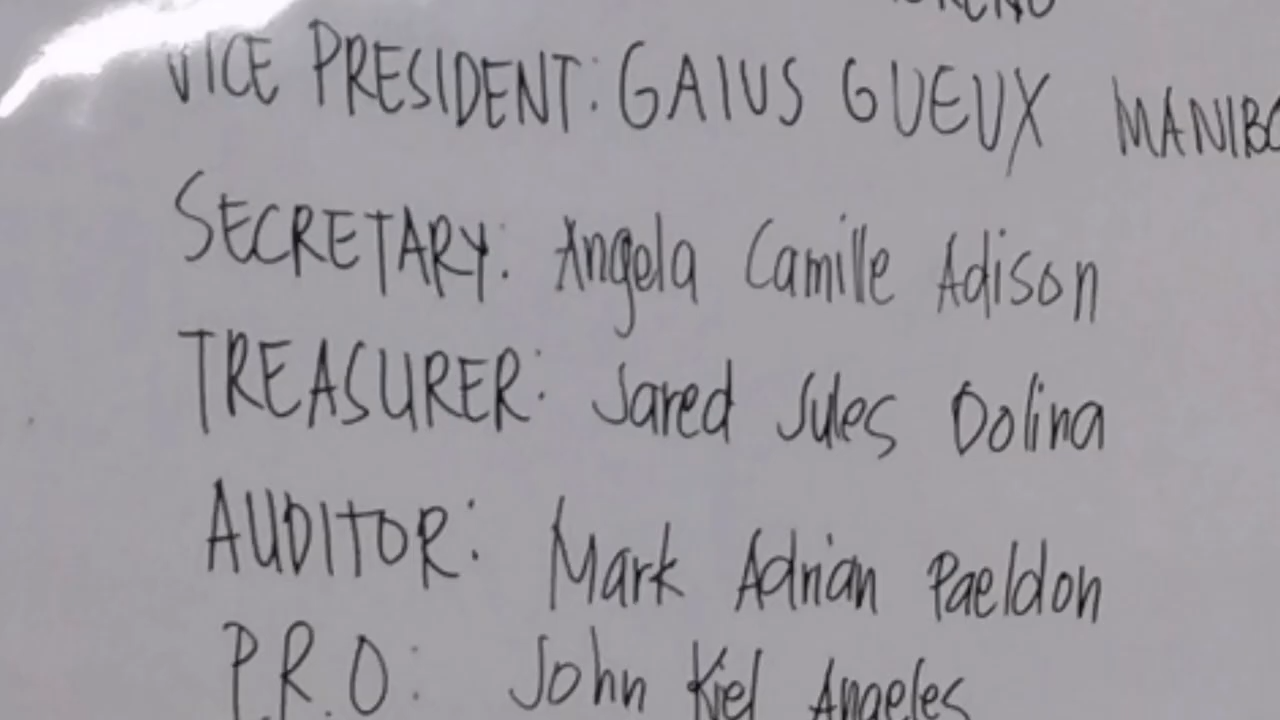 VICE PRESIDENT: GAIUS GUEUX
SECRETARY: Angela Camille Adison
TREASURER: Jared Jules Dolina
AUDITOR: Mark Adrian Paeldon
P.R.O: John Kiel Angeles